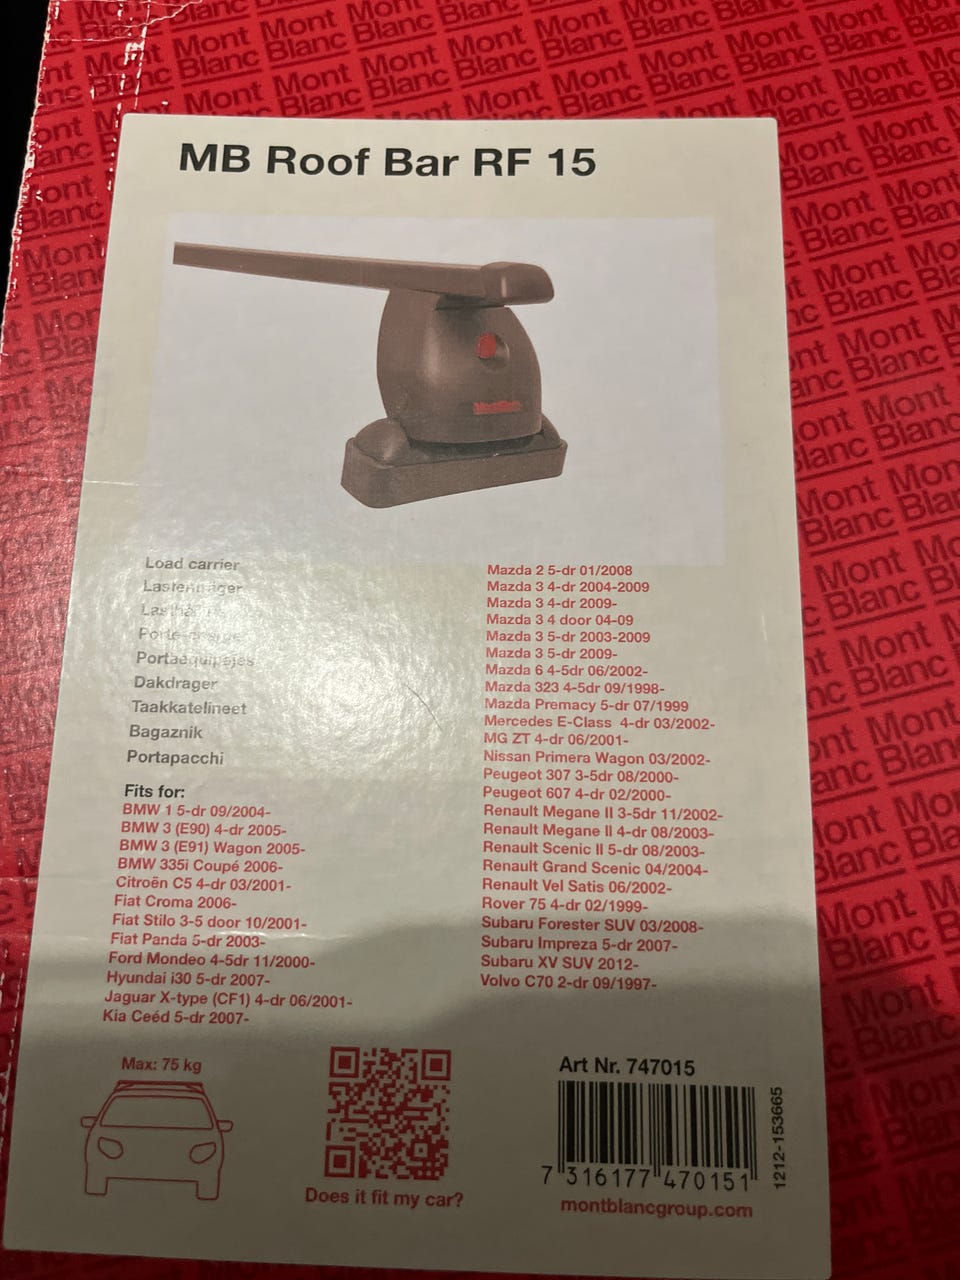 MB Roof Bar RF 15
Load carrier
Lastenträger
Porte-charge
Portaequipajes
Dakdrager
Taakkatelineet
Bagaznik
Portapacchi
Fits for:
BMW 1 5-dr 09/2004-
BMW 3 (E90) 4-dr 2005-
BMW 3 (E91) Wagon 2005-
BMW 335i Coupé 2006-
Citroën C5 4-dr 03/2001-
Fiat Croma 2006-
Fiat Stilo 3-5 door 10/2001-
Fiat Panda 5-dr 2003-
Ford Mondeo 4-5dr 11/2000-
Hyundai i30 5-dr 2007-
Jaguar X-type (CF1) 4-dr 06/2001-
Kia Ceéd 5-dr 2007-
Mazda 2 5-dr 01/2008
Mazda 3 4-dr 2004-2009
Mazda 3 4-dr 2009-
Mazda 3 4 door 04-09
Mazda 3 5-dr 2003-2009
Mazda 3 5-dr 2009-
Mazda 6 4-5dr 06/2002-
Mazda 323 4-5dr 09/1998-
Mazda Premacy 5-dr 07/1999
Mercedes E-Class 4-dr 03/2002-
MG ZT 4-dr 06/2001-
Nissan Primera Wagon 03/2002-
Peugeot 307 3-5dr 08/2000-
Peugeot 607 4-dr 02/2000-
Renault Megane II 3-5dr 11/2002-
Renault Megane II 4-dr 08/2003-
Renault Scenic II 5-dr 08/2003-
Renault Grand Scenic 04/2004-
Renault Vel Satis 06/2002-
Rover 75 4-dr 02/1999-
Subaru Forester SUV 03/2008-
Subaru Impreza 5-dr 2007-
Subaru XV SUV 2012-
Volvo C70 2-dr 09/1997-
Max: 75 kg
Does it fit my car?
Art Nr. 747015
7 316177 470151
1212-153665
montblancgroup.com
Mont Blanc